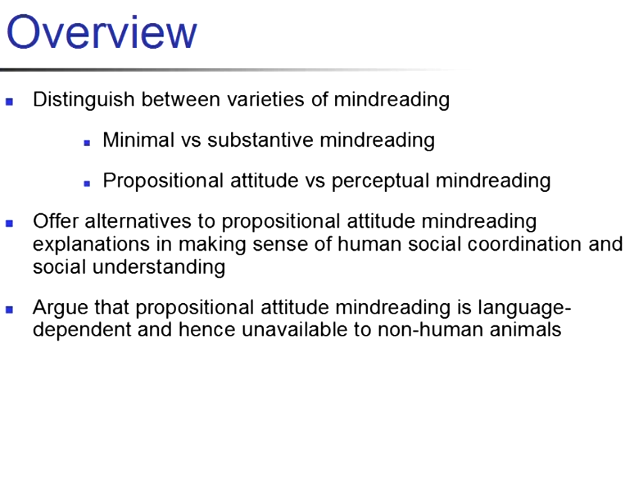 Overview
Distinguish between varieties of mindreading
Minimal vs substantive mindreading
Propositional attitude vs perceptual mindreading
Offer alternatives to propositional attitude mindreading
explanations in making sense of human social coordination and
social understanding
Argue that propositional attitude mindreading is language-
dependent and hence unavailable to non-human animals